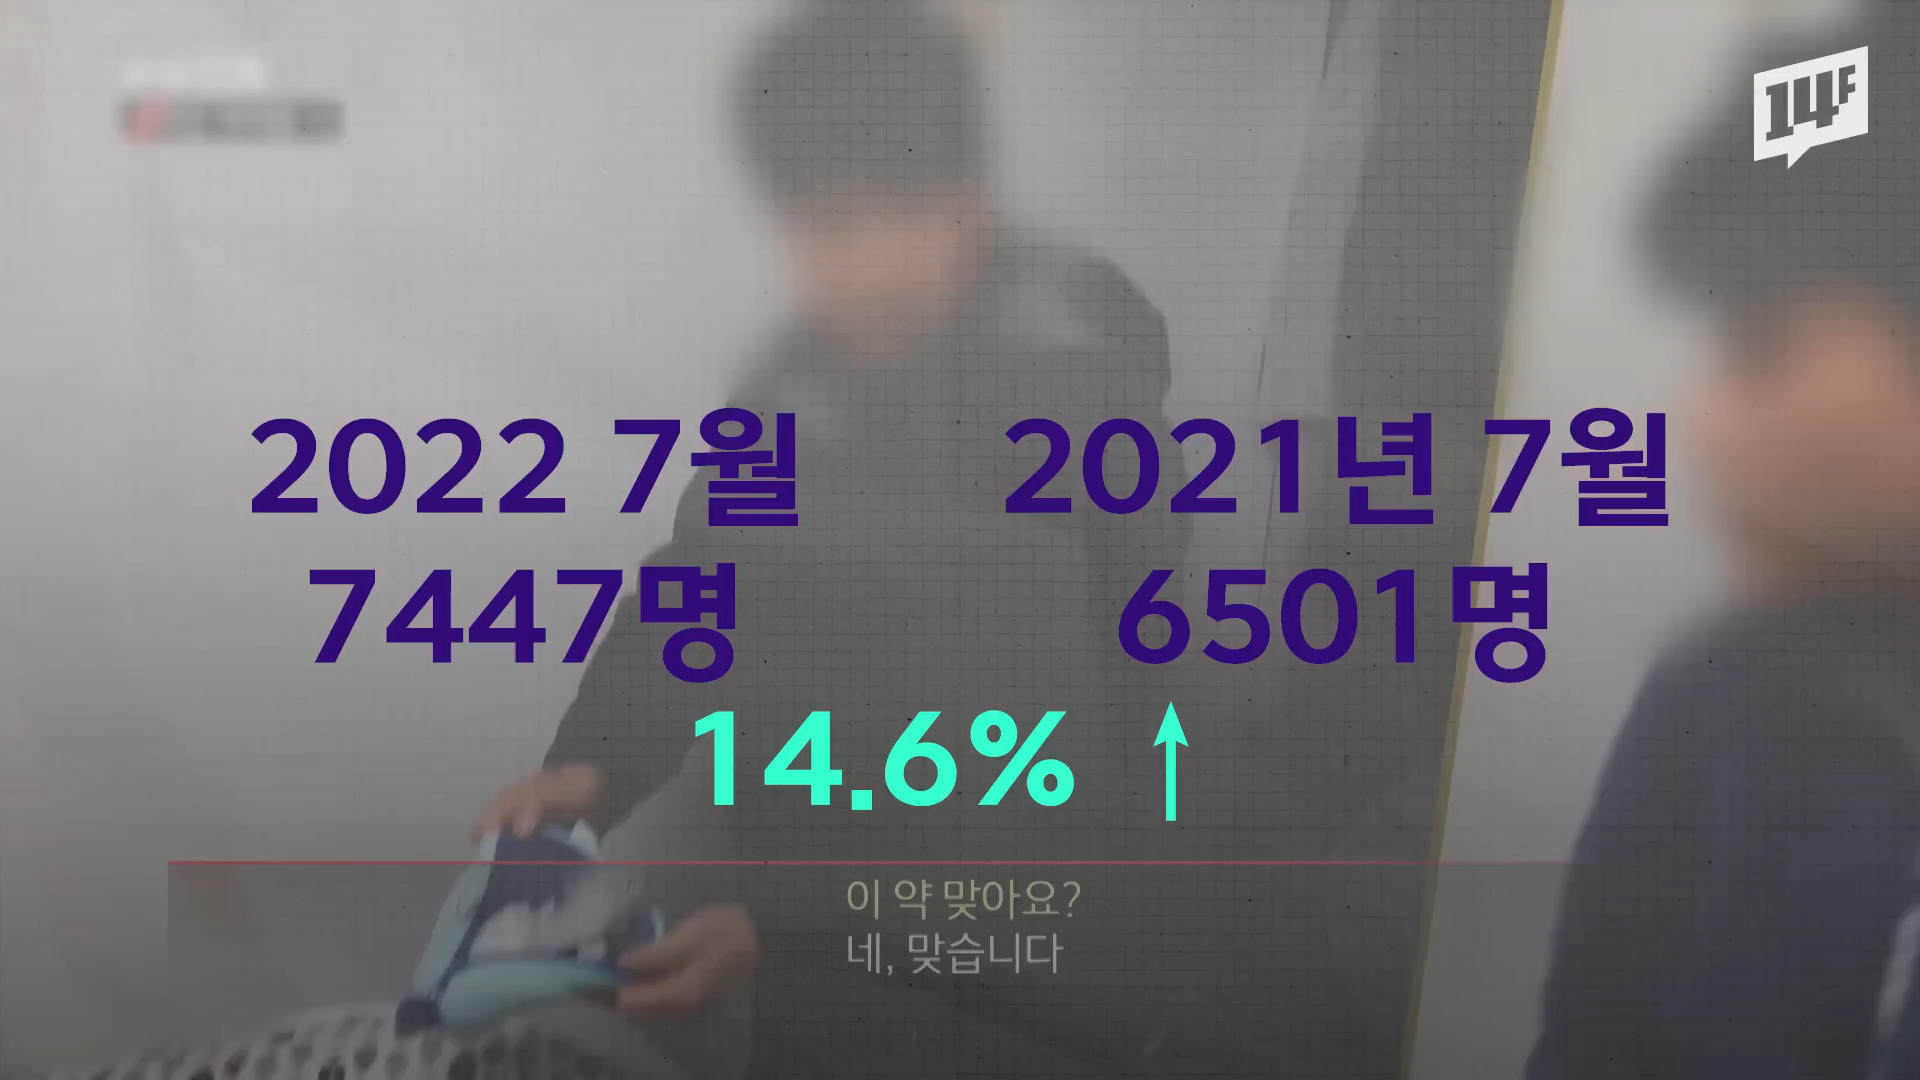 14F
2022 7월
2021년 7월
7447명
6501명
14.6% ↑
이 약 맞아요?
네, 맞습니다